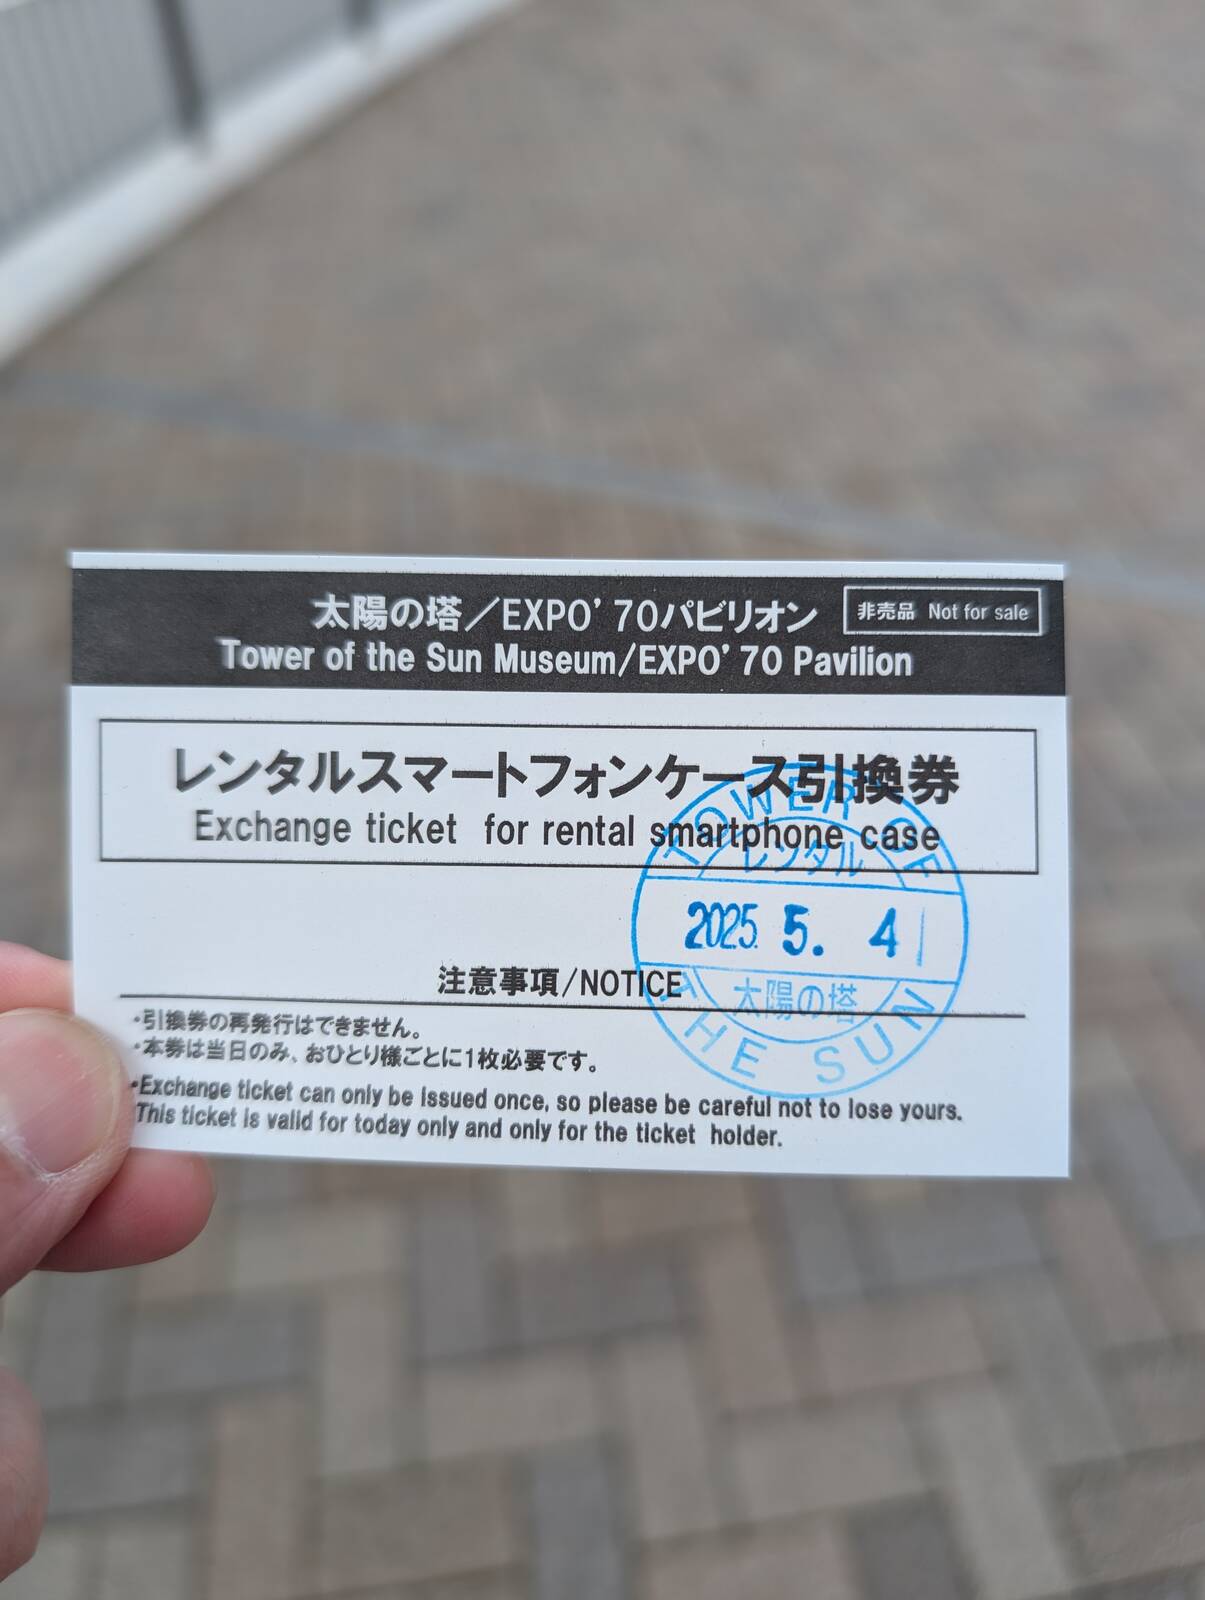 太陽の塔／EXPO'70パビリオン
非売品 Not for sale
Tower of the Sun Museum/EXPO'70 Pavilion
レンタルスマートフォンケース引換券
Exchange ticket for rental smartphone case
TOWER OF
レンタル
2025. 5. 4
太陽の塔
THE SUN
注意事項/NOTICE
・引換券の再発行はできません。
・本券は当日のみ、おひとり様ごとに1枚必要です。
・Exchange ticket can only be issued once, so please be careful not to lose yours.
This ticket is valid for today only and only for the ticket holder.